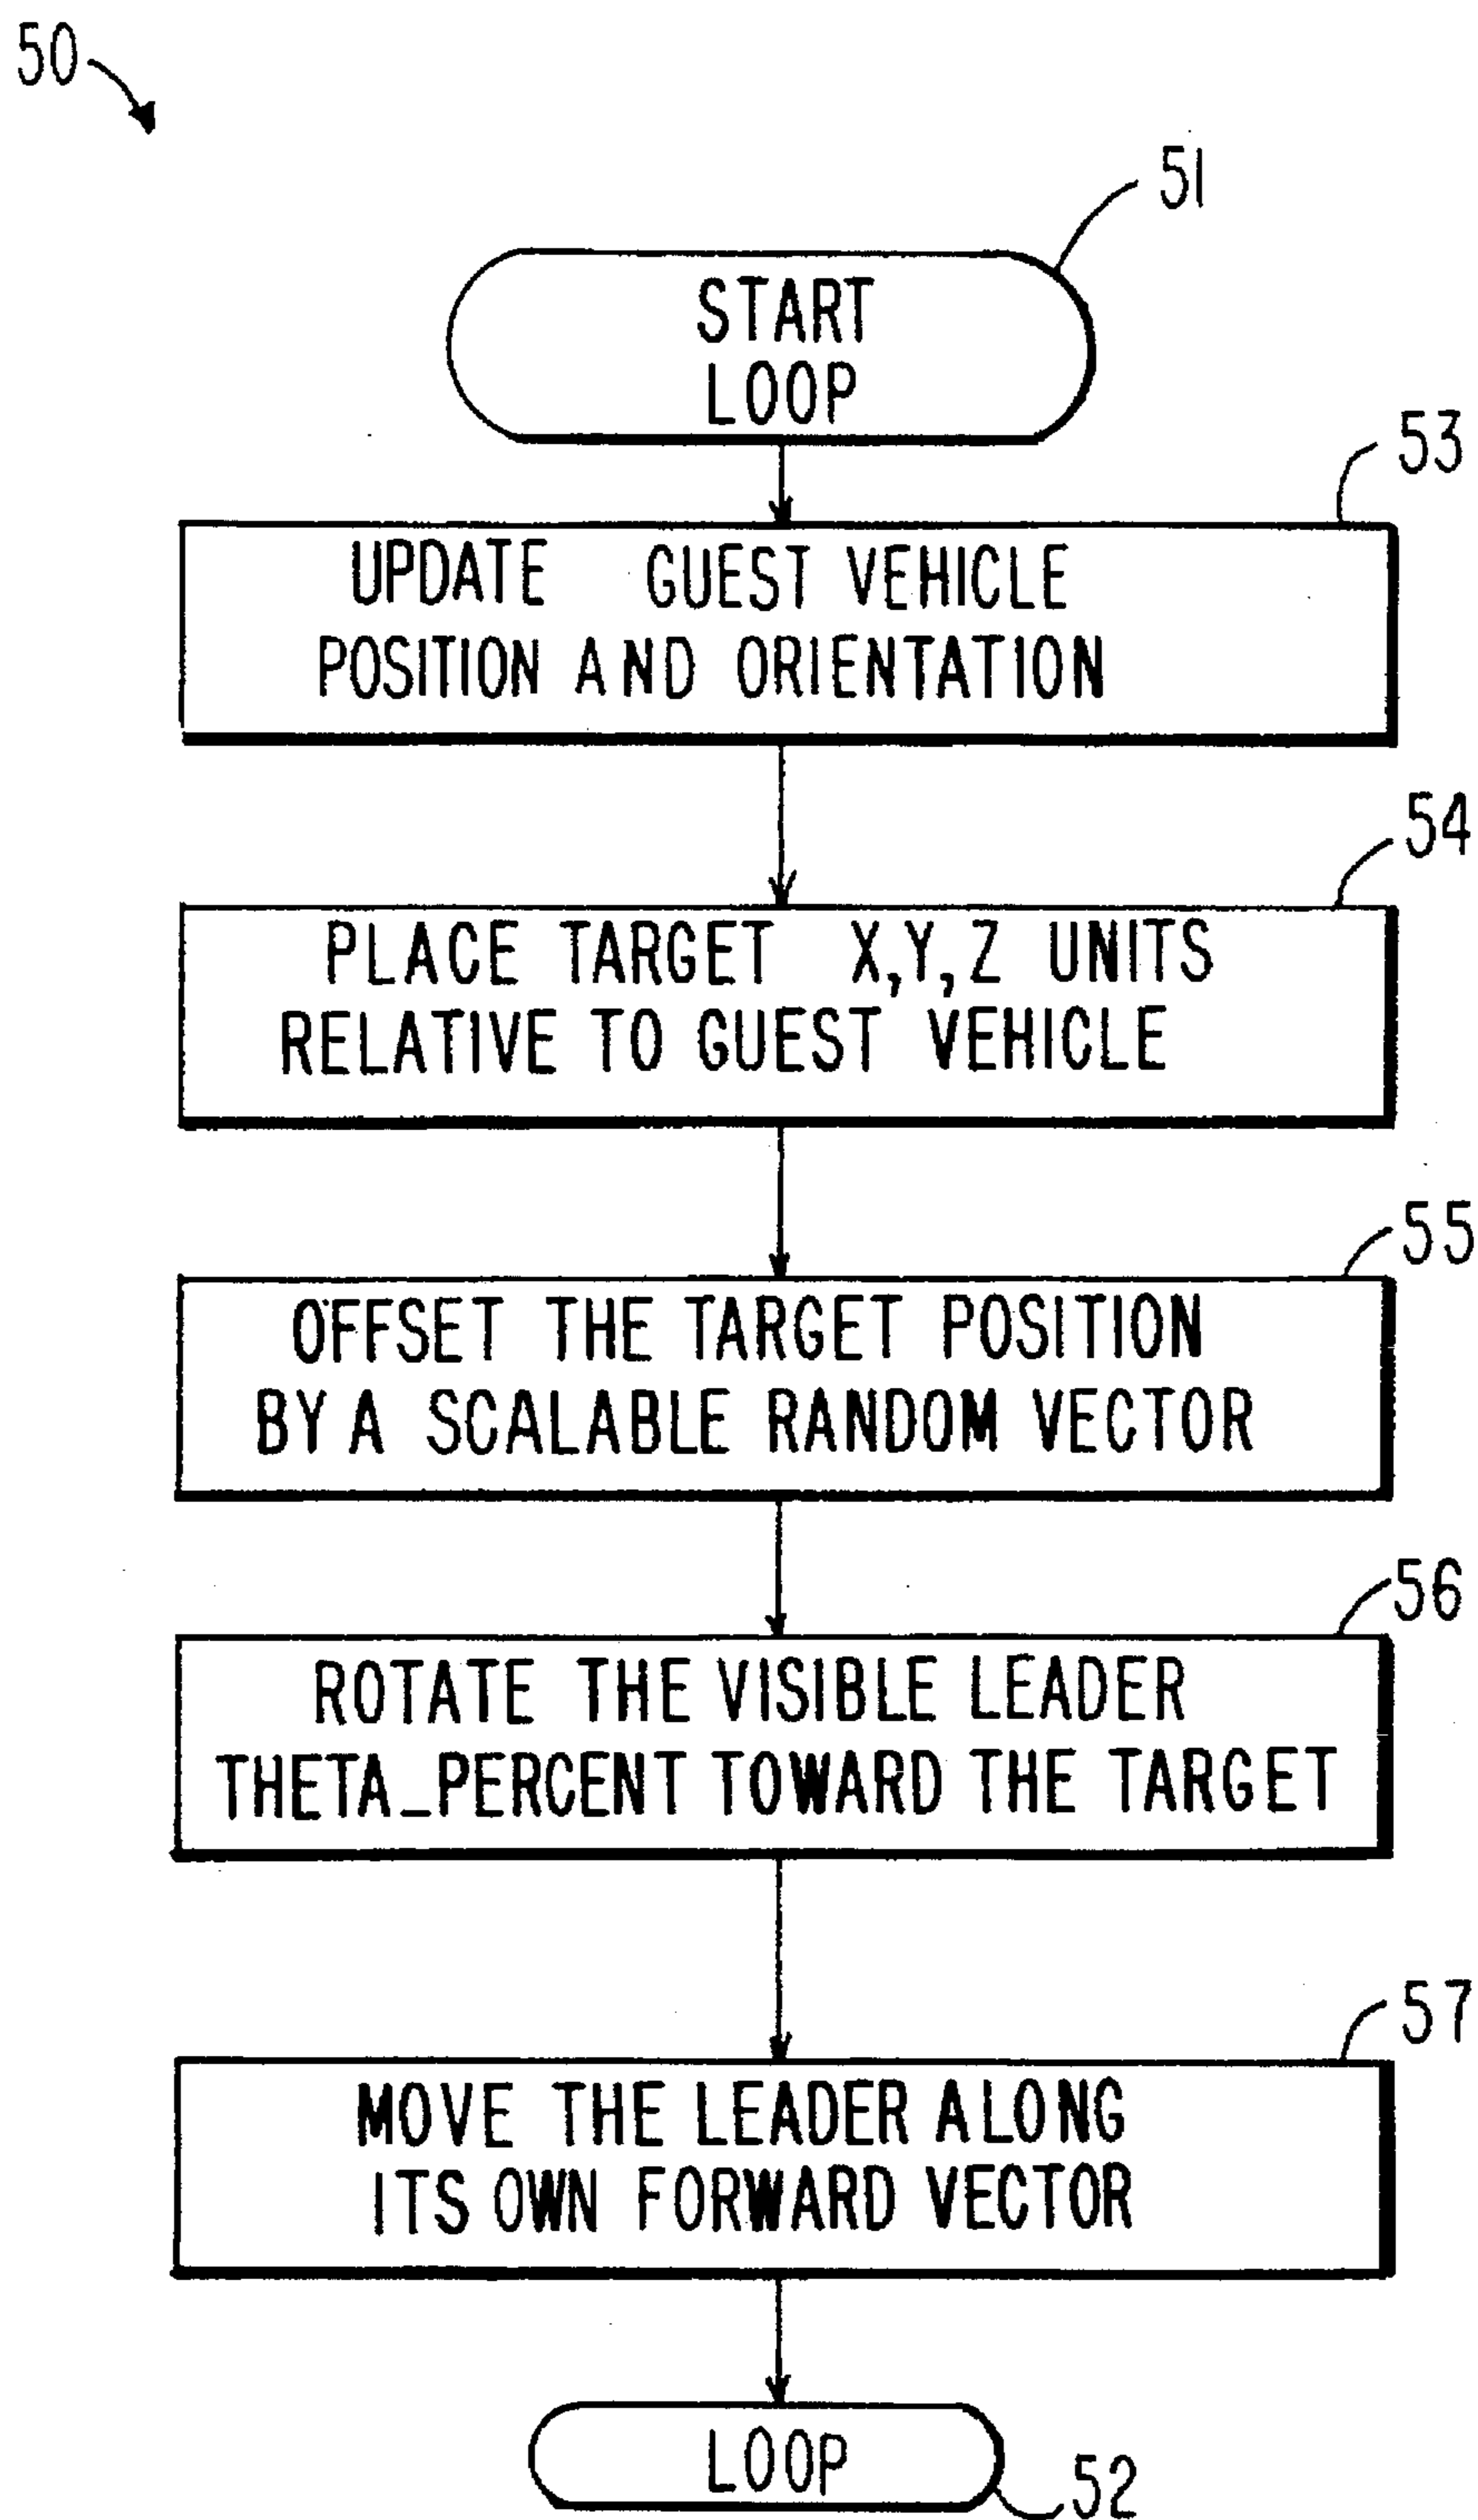 50
51
START
LOOP
53
UPDATE GUEST VEHICLE
POSITION AND ORIENTATION
54
PLACE TARGET X,Y,Z UNITS
RELATIVE TO GUEST VEHICLE
55
OFFSET THE TARGET POSITION
BY A SCALABLE RANDOM VECTOR
56
ROTATE THE VISIBLE LEADER
THETA_PERCENT TOWARD THE TARGET
57
MOVE THE LEADER ALONG
ITS OWN FORWARD VECTOR
LOOP
52